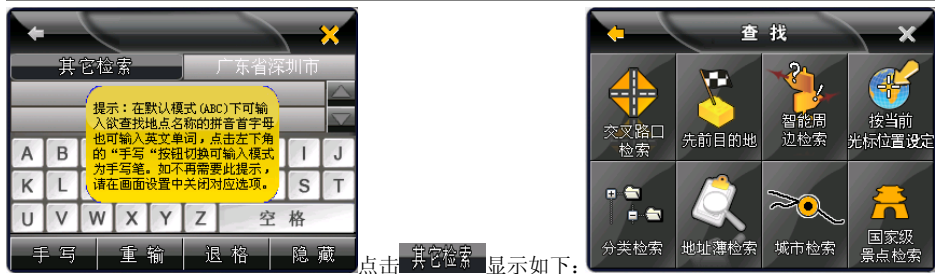 其它检索 广东省深圳市
提示：在默认模式(ABC)下可输
入欲查找地点名称的拼音首字母
也可输入英文单词，点击左下角
的“手写“按钮切换可输入模式
为手写笔。如不再需要此提示，
请在画面设置中关闭对应选项。
A B I J
K L S T
U V W X Y Z 空 格
手 写 重 输 退 格 隐 藏
点击 其它检索 显示如下：
查 找
交叉路口
检索
先前目的地
智能周
边检索
按当前
光标位置设定
分类检索
地址薄检索
城市检索
国家级
景点检索